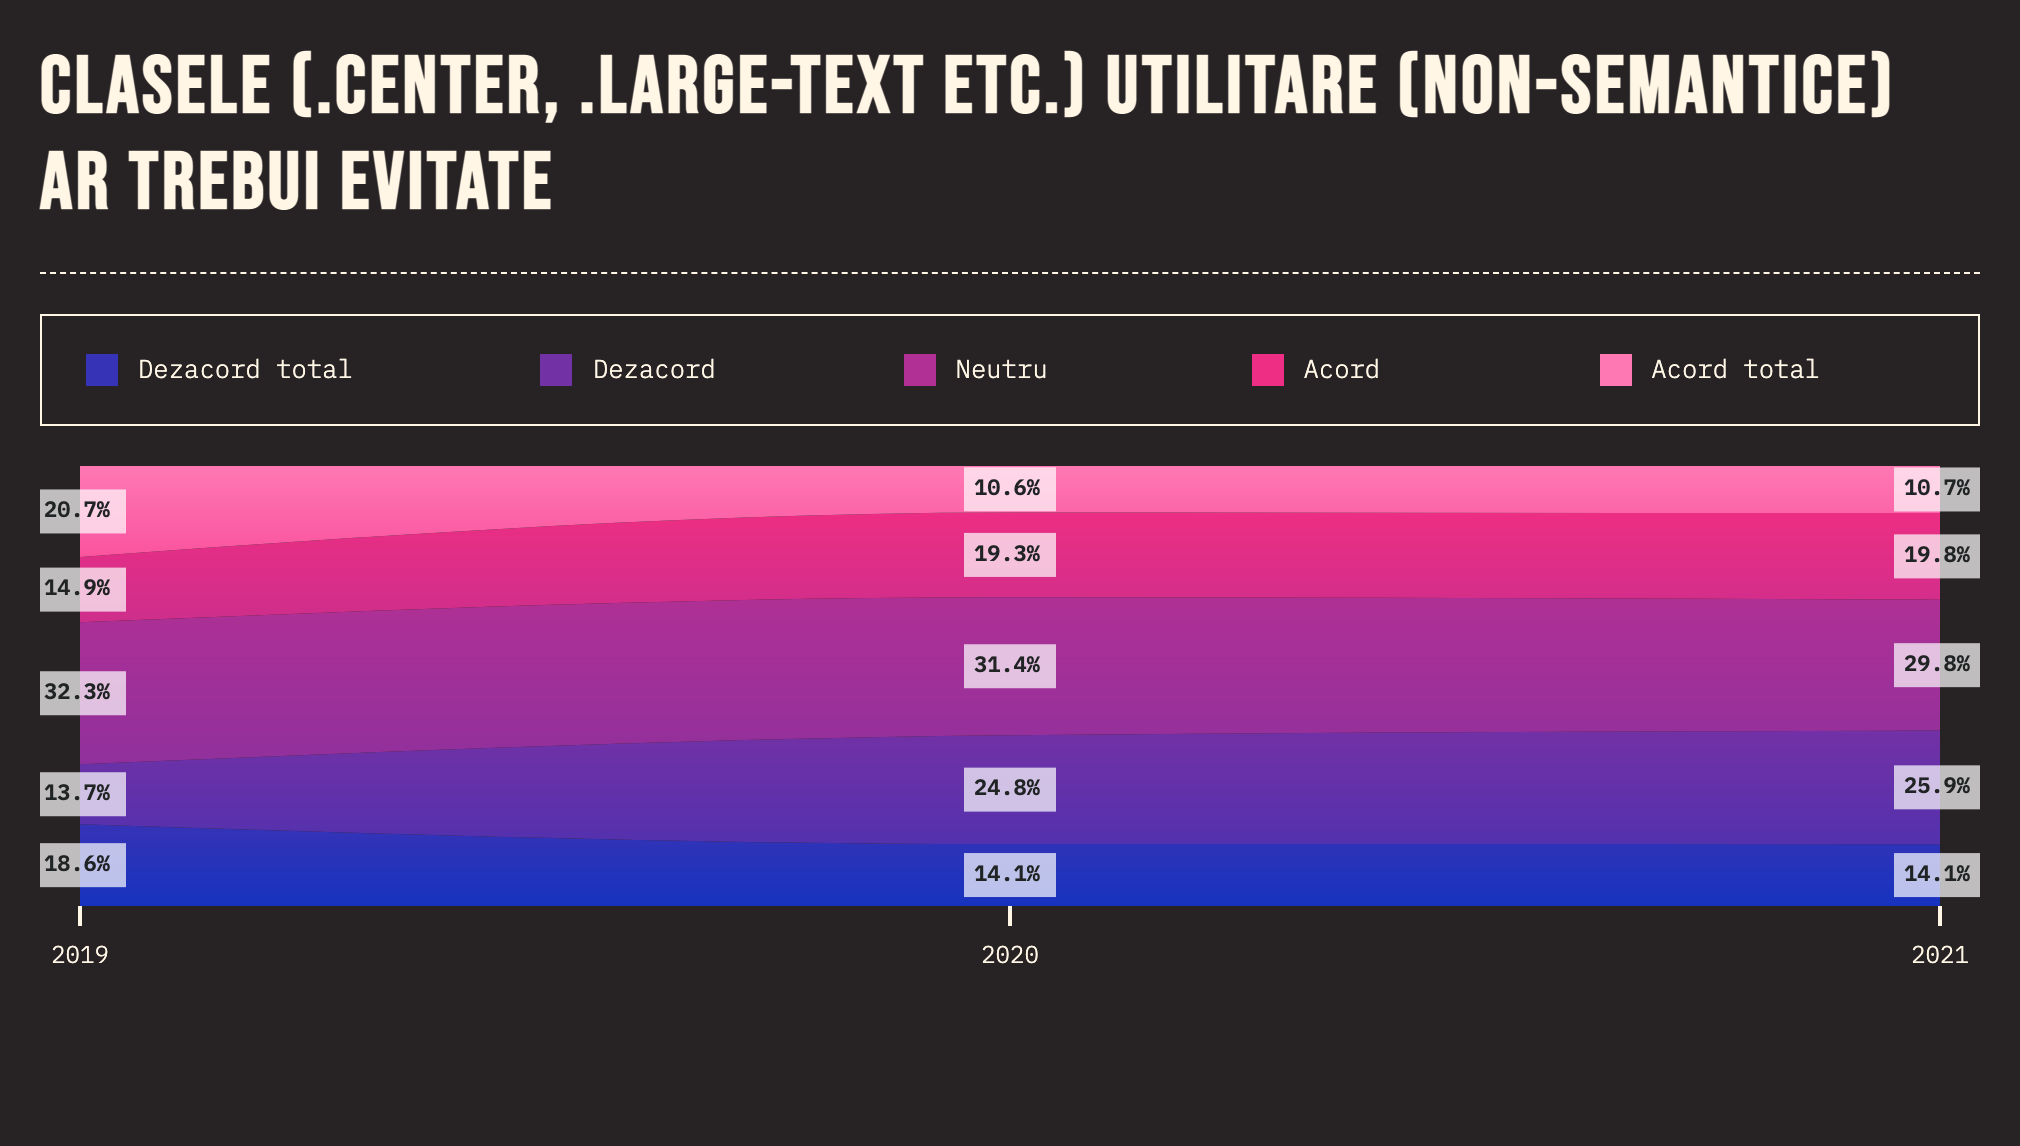 CLASELE (.CENTER, .LARGE-TEXT ETC.) UTILITARE (NON-SEMANTICE)
AR TREBUI EVITATE
Dezacord total Dezacord Neutru Acord Acord total
20.7% 10.6% 10.7%
14.9% 19.3% 19.8%
32.3% 31.4% 29.8%
13.7% 24.8% 25.9%
18.6% 14.1% 14.1%
2019 2020 2021